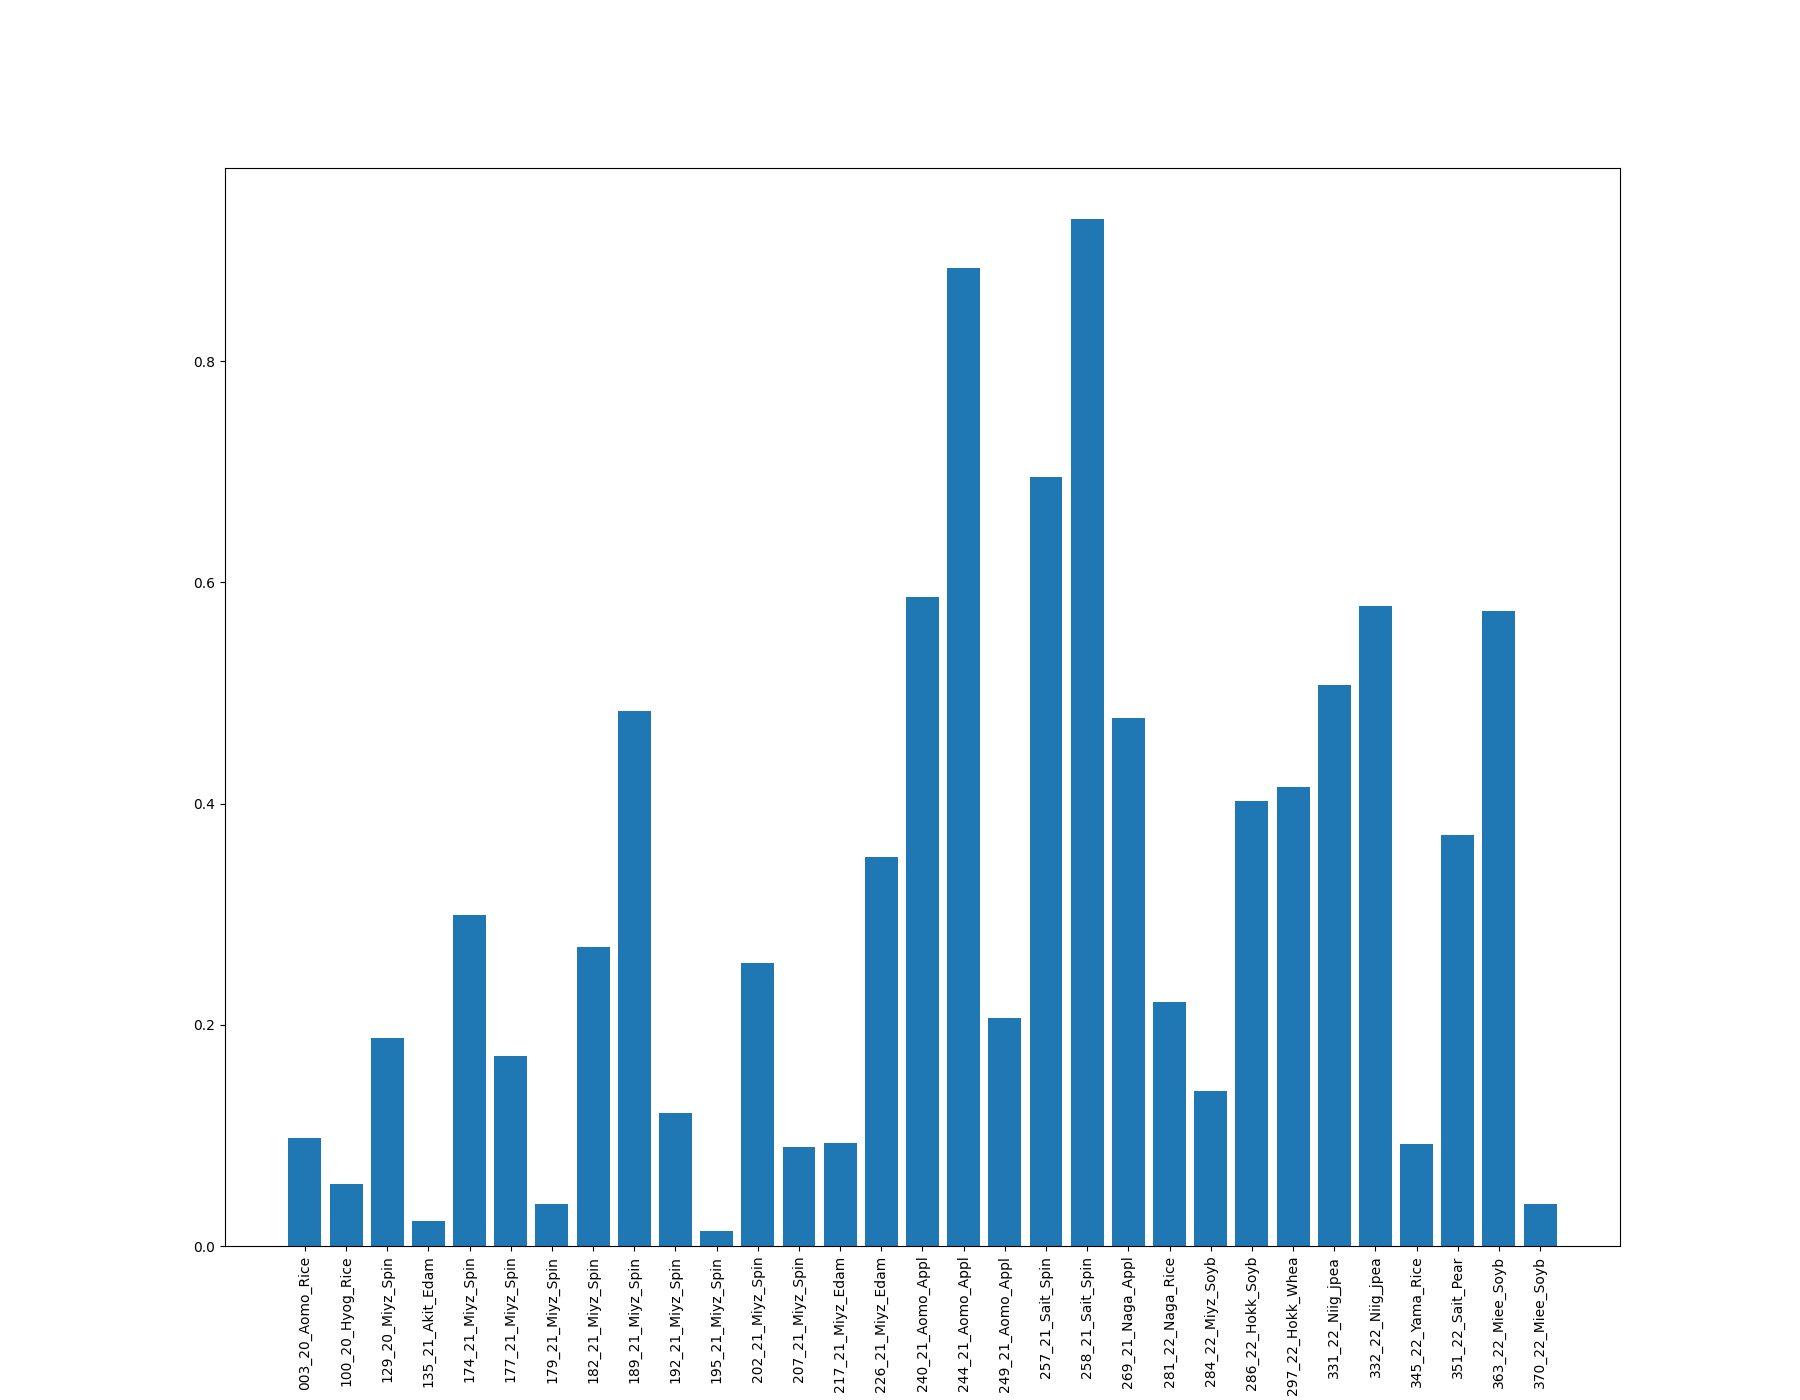 0.8
0.6
0.4
0.2
0.0
003_20_Aomo_Rice
100_20_Hyog_Rice
129_20_Miyz_Spin
135_21_Akit_Edam
174_21_Miyz_Spin
177_21_Miyz_Spin
179_21_Miyz_Spin
182_21_Miyz_Spin
189_21_Miyz_Spin
192_21_Miyz_Spin
195_21_Miyz_Spin
202_21_Miyz_Spin
207_21_Miyz_Spin
217_21_Miyz_Edam
226_21_Miyz_Edam
240_21_Aomo_Appl
244_21_Aomo_Appl
249_21_Aomo_Appl
257_21_Sait_Spin
258_21_Sait_Spin
269_21_Naga_Appl
281_22_Naga_Rice
284_22_Miyz_Soyb
286_22_Hokk_Soyb
297_22_Hokk_Whea
331_22_Niig_jpea
332_22_Niig_jpea
345_22_Yama_Rice
351_22_Sait_Pear
363_22_Miee_Soyb
370_22_Miee_Soyb